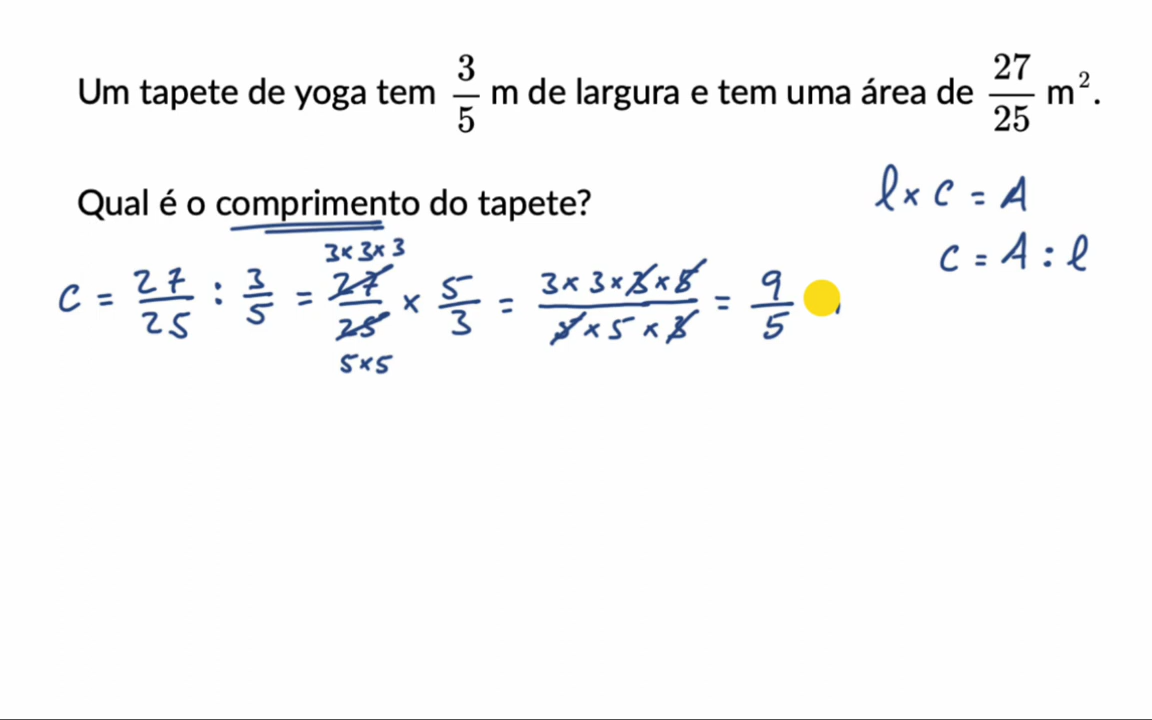 Um tapete de yoga tem 3/5 m de largura e tem uma área de 27/25 m².
l × c = A
Qual é o comprimento do tapete?
c = A : l
3×3×3
c = 27/25 : 3/5 = 27/25 × 5/3 = 3×3×3×5/5×5×3 = 9/5
5×5